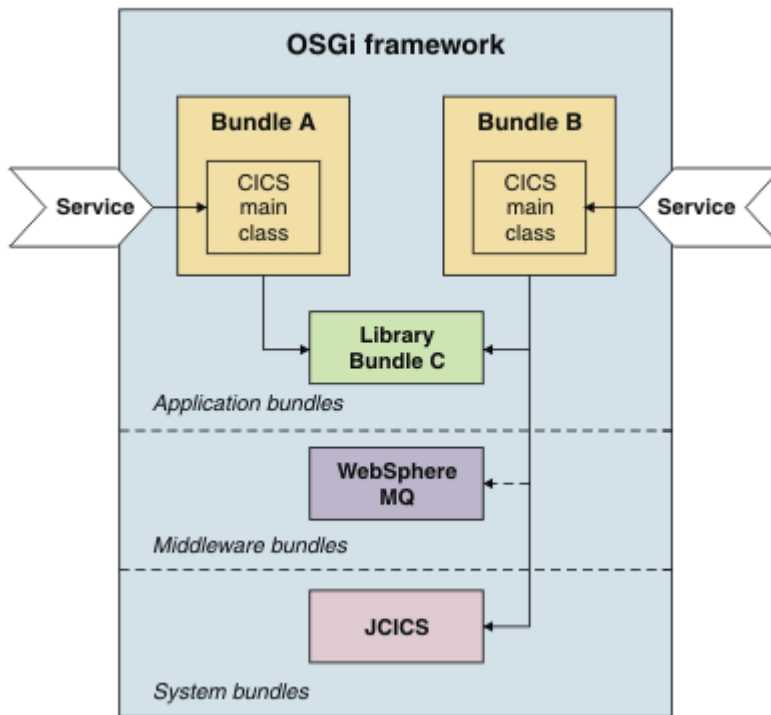 OSGi framework
Bundle A
Bundle B
CICS
main
class
CICS
main
class
Service
Service
Library
Bundle C
Application bundles
WebSphere
MQ
Middleware bundles
JCICS
System bundles